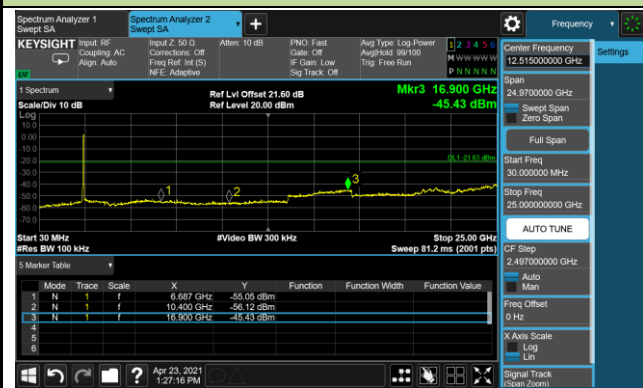 Spectrum Analyzer 1
Swept SA
Spectrum Analyzer 2
Swept SA
Frequency
KEYSIGHT
Input: RF
Coupling: AC
Align: Auto
Input Z: 50 Ω
Corrections: Off
Freq Ref: Int (S)
NFE: Adaptive
Atten: 10 dB
PNO: Fast
Gate: Off
IF Gain: Low
Sig Track: Off
Avg Type: Log-Power
Avg|Hold: 99/100
Trig: Free Run
1 2 3 4 5 6
M W W W W W
P N N N N N
1 Spectrum
Scale/Div 10 dB
Ref Lvl Offset 21.60 dB
Ref Level 20.00 dBm
Mkr3 16.900 GHz
-45.43 dBm
Log
10.0
0.00
-10.0
-20.0
-30.0
-40.0
-50.0
-60.0
-70.0
DL1 -21.63 dBm
1
2
3
Start 30 MHz
#Res BW 100 kHz
#Video BW 300 kHz
Stop 25.00 GHz
Sweep 81.2 ms (2001 pts)
5 Marker Table
Mode Trace Scale X Y Function Function Width Function Value
1 N 1 f 6.687 GHz -55.05 dBm
2 N 1 f 10.400 GHz -56.12 dBm
3 N 1 f 16.900 GHz -45.43 dBm
4
5
6
Apr 23, 2021
1:27:16 PM
Center Frequency
12.515000000 GHz
Settings
Span
24.9700000 GHz
Swept Span
Zero Span
Full Span
Start Freq
30.000000 MHz
Stop Freq
25.000000000 GHz
AUTO TUNE
CF Step
2.497000000 GHz
Auto
Man
Freq Offset
0 Hz
X Axis Scale
Log
Lin
Signal Track
(Span Zoom)